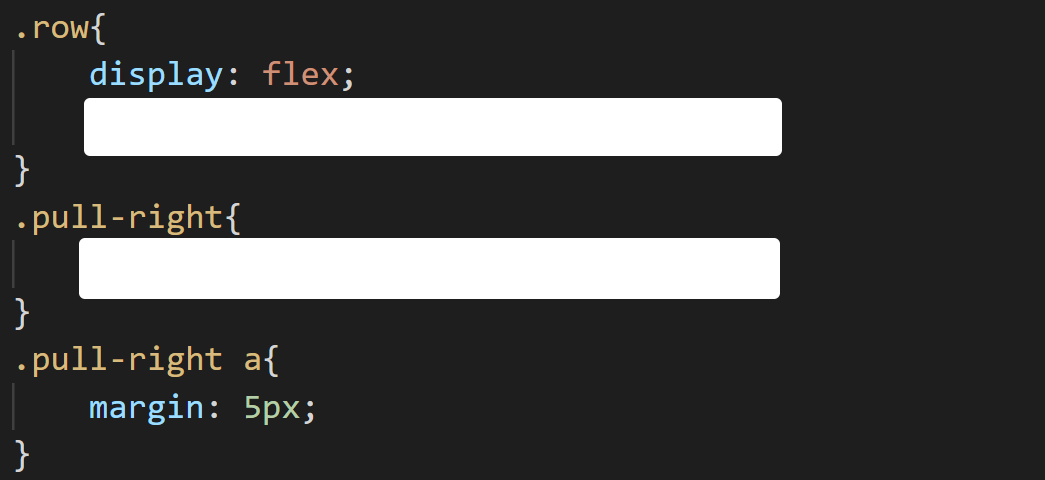 .row{
display: flex;
}
.pull-right{
}
.pull-right a{
margin: 5px;
}